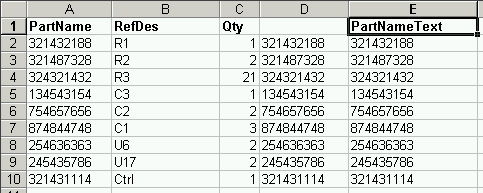 A B C D E
1 PartName RefDes Qty PartNameText
2 321432188 R1 1 321432188 321432188
3 321487328 R2 2 321487328 321487328
4 324321432 R3 21 324321432 324321432
5 134543154 C3 1 134543154 134543154
6 754657656 C2 2 754657656 754657656
7 874844748 C1 3 874844748 874844748
8 254636363 U6 2 254636363 254636363
9 245435786 U17 2 245435786 245435786
10 321431114 Ctrl 1 321431114 321431114